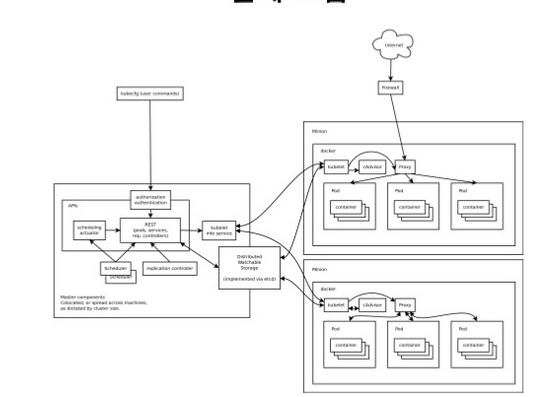 Internet
Firewall
kubecfg (user commands)
Minion
docker
kubelet
cAdvisor
Proxy
Pod
Pod
Pod
container
container
container
authorization
authentication
APIs
scheduling
actuator
REST
(pods, services,
rep. controllers)
kubelet
info service
Scheduler
Scheduler
replication controller
Distributed
Watchable
Storage
(implemented via etcd)
Master components
Colocated, or spread across machines,
as dictated by cluster size.
Minion
docker
kubelet
cAdvisor
Proxy
Pod
Pod
Pod
container
container
container